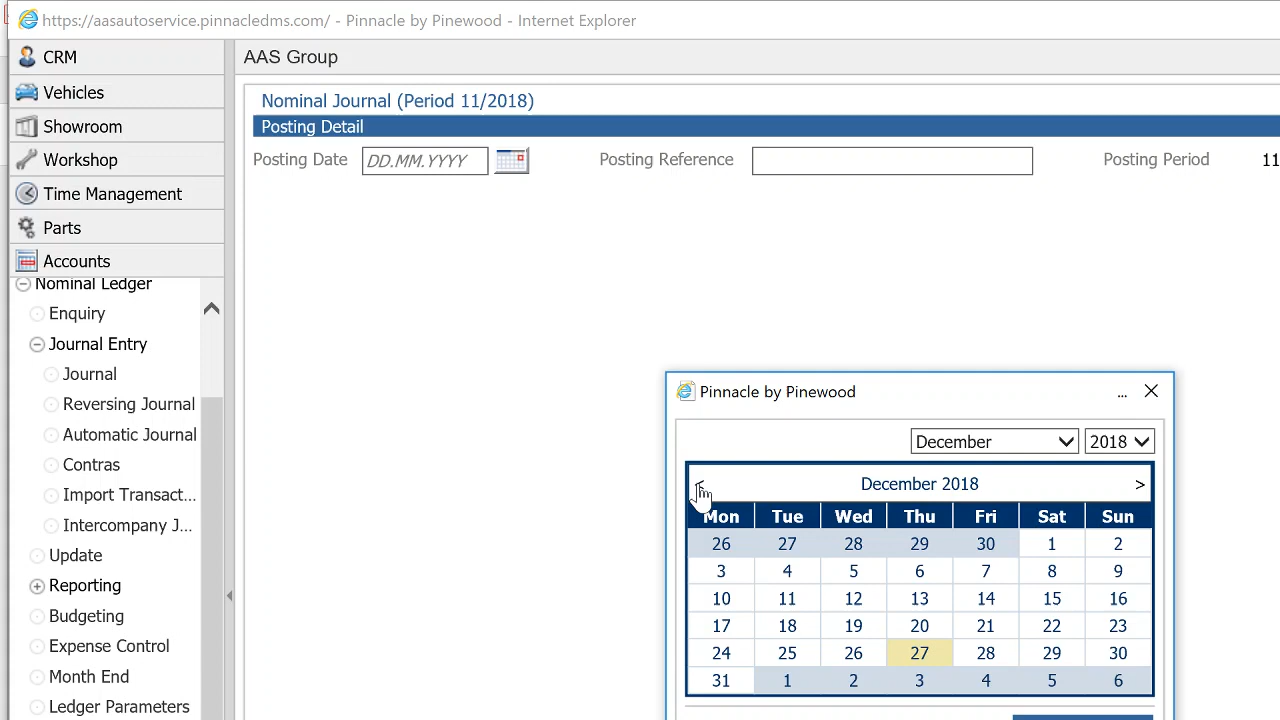 https://aasautoservice.pinnacledms.com/ - Pinnacle by Pinewood - Internet Explorer
CRM
Vehicles
Showroom
Workshop
Time Management
Parts
Accounts
Nominal Ledger
Enquiry
Journal Entry
Journal
Reversing Journal
Automatic Journal
Contras
Import Transact...
Intercompany J...
Update
Reporting
Budgeting
Expense Control
Month End
Ledger Parameters
AAS Group
Nominal Journal (Period 11/2018)
Posting Detail
Posting Date DD.MM.YYYY Posting Reference Posting Period 11
Pinnacle by Pinewood ...
December 2018
< December 2018 >
Mon Tue Wed Thu Fri Sat Sun
26 27 28 29 30 1 2
3 4 5 6 7 8 9
10 11 12 13 14 15 16
17 18 19 20 21 22 23
24 25 26 27 28 29 30
31 1 2 3 4 5 6